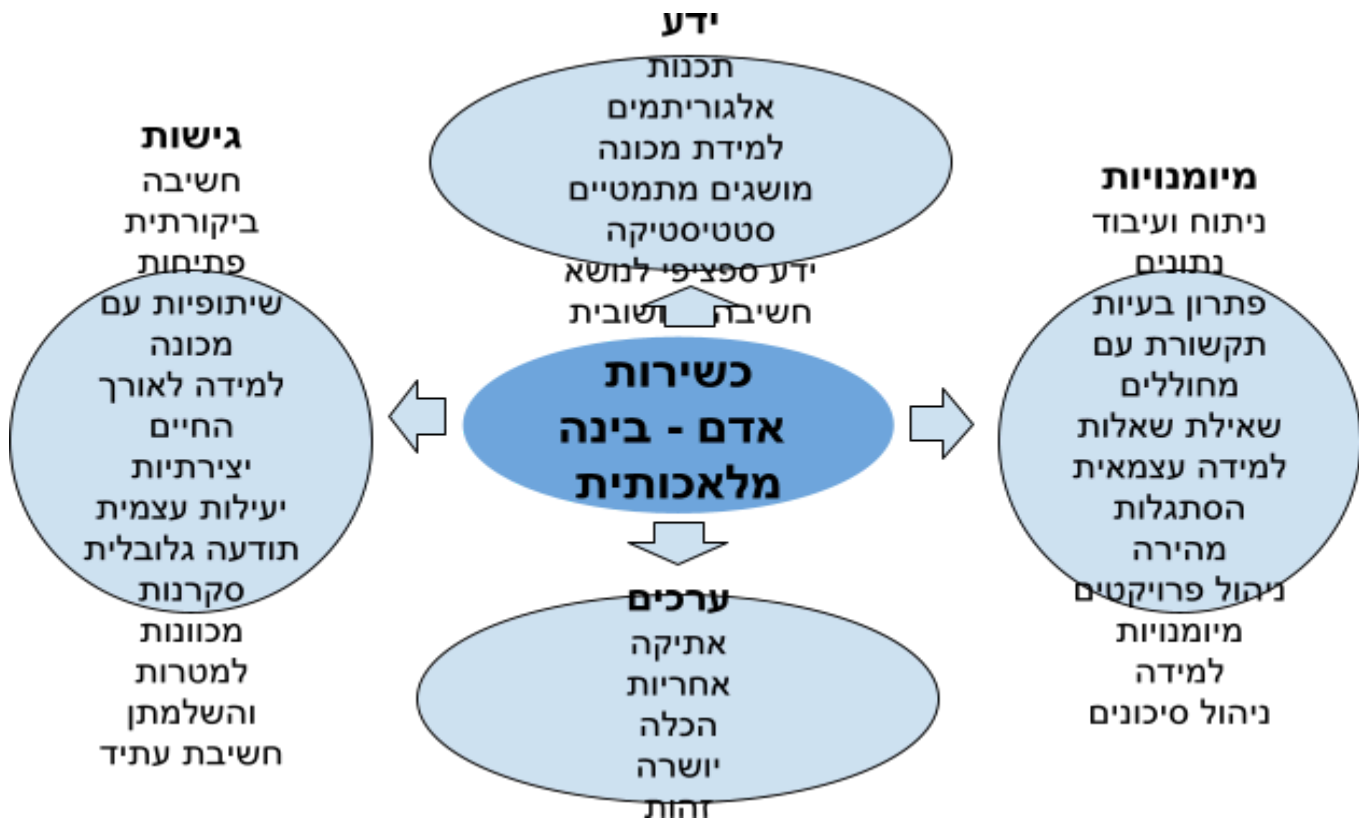 ידע
תכנות
אלגוריתמים
למידת מכונה
מושגים מתמטיים
סטטיסטיקה
ידע ספציפי לנושא
חשיבה
מיומנויות
ניתוח ועיבוד
נתונים
פתרון בעיות
תקשורת עם
מחוללים
שאילת שאלות
למידה עצמאית
הסתגלות
מהירה
ניהול פרויקטים
מיומנויות
למידה
ניהול סיכונים
כשירות
אדם - בינה
מלאכותית
גישות
חשיבה
ביקורתית
פתיחות
שיתופיות עם
מכונה
למידה לאורך
החיים
יצירתיות
יעילות עצמית
תודעה גלובלית
סקרנות
מכוונות
למטרות
והשלמתן
חשיבת עתיד
ערכים
אתיקה
אחריות
הכלה
יושרה
זהות